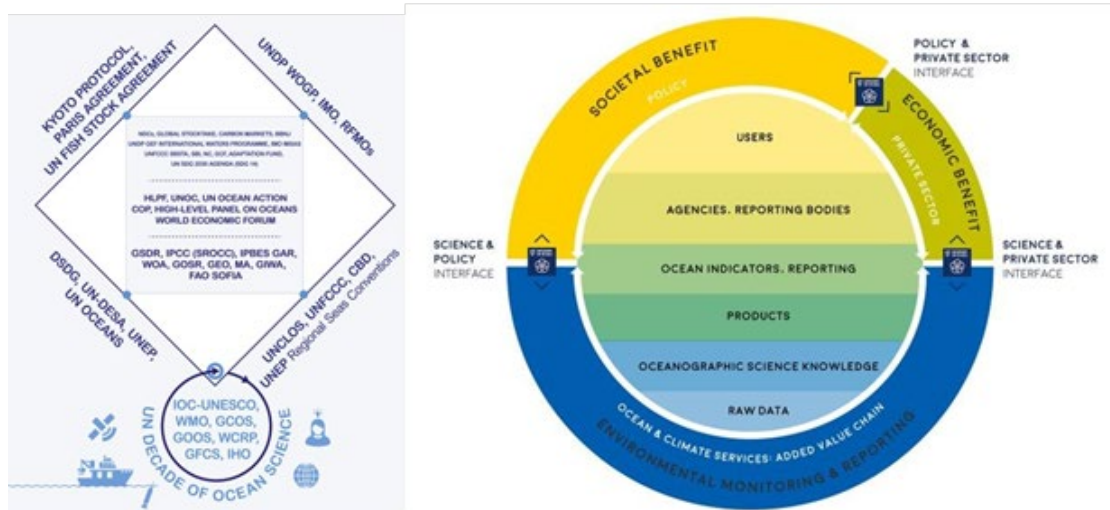 KYOTO PROTOCOL,
PARIS AGREEMENT,
UN FISH STOCK AGREEMENT
UNDP WOGP, IMO, RFMOs
NDCs, GLOBAL STOCKTAKE, CARBON MARKETS, BBNJ
UNDP GEF INTERNATIONAL WATERS PROGRAMME, IMO
UNFCCC SBSTA, SBI, NC, GCF, ADAPTATION FUND,
UN SDG 2030 AGENDA (SDG 14)
HLPF, UNOC, UN OCEAN ACTION
COP, HIGH-LEVEL PANEL ON OCEANS
WORLD ECONOMIC FORUM
GSDR, IPCC (SROCC), IPBES GAR,
WOA, GOSR, GEO, MA, GIWA,
FAO SOFIA
DSDG, UN-DESA, UNEP,
UN OCEANS
UNCLOS, UNFCCC, CBD,
UNEP Regional Seas Conventions
IOC-UNESCO,
WMO, GCOS,
GOOS, WCRP,
GFCS, IHO
UN DECADE OF OCEAN SCIENCE
SOCIETAL BENEFIT
POLICY
POLICY &
PRIVATE SECTOR
INTERFACE
ECONOMIC BENEFIT
PRIVATE SECTOR
USERS
AGENCIES. REPORTING BODIES
SCIENCE &
POLICY
INTERFACE
OCEAN INDICATORS. REPORTING
SCIENCE &
PRIVATE SECTOR
INTERFACE
PRODUCTS
OCEANOGRAPHIC SCIENCE KNOWLEDGE
RAW DATA
OCEAN & CLIMATE SERVICES: ADDED VALUE CHAIN
ENVIRONMENTAL MONITORING & REPORTING